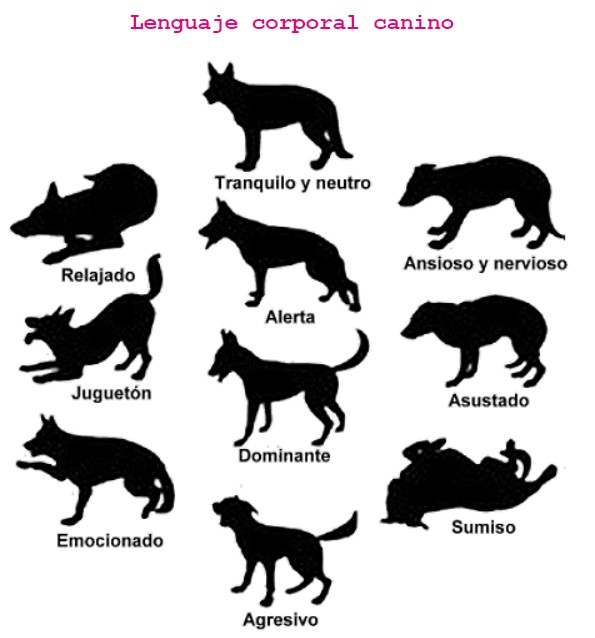 Lenguaje corporal canino
Tranquilo y neutro
Relajado
Ansioso y nervioso
Alerta
Juguetón
Asustado
Dominante
Emocionado
Sumiso
Agresivo